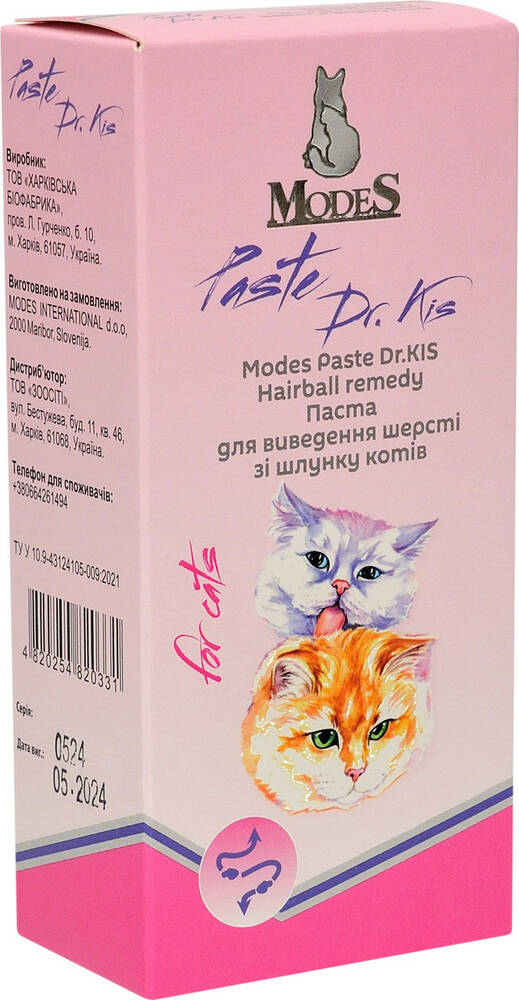 Paste
Dr. Kis
Виробник:
ТОВ «ХАРКІВСЬКА
БІОФАБРИКА»,
пров. Л. Гурченко, б. 10,
м. Харків, 61057, Україна.
Виготовлено на замовлення:
MODES INTERNATIONAL d.o.o,
2000 Maribor, Slovenija.
Дистриб'ютор:
ТОВ «ЗООСІТІ»,
вул. Бестужева, буд. 11, кв. 46,
м. Харків, 61068, Україна.
Телефон для споживачів:
+380664261494
ТУ У 10.9-43124105-009:2021
4 820254 820331
Серія:
0524
Дата виг.:
05.2024
MODES
Paste
Dr. Kis
Modes Paste Dr.KIS
Hairball remedy
Паста
для виведення шерсті
зі шлунку котів
for cats